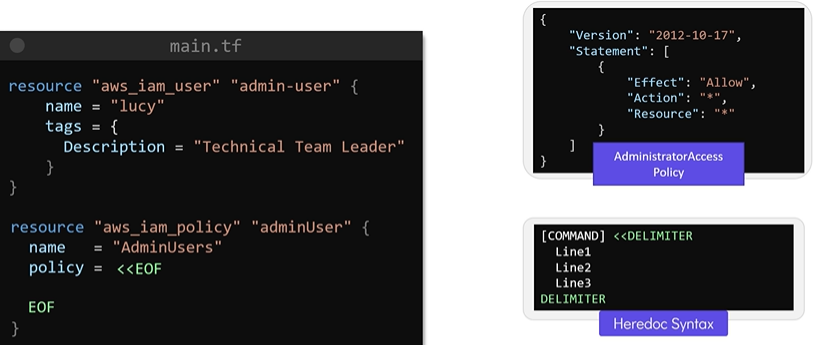 main.tf
resource "aws_iam_user" "admin-user" {
    name = "lucy"
    tags = {
      Description = "Technical Team Leader"
    }
}
resource "aws_iam_policy" "adminUser" {
  name   = "AdminUsers"
  policy = <<EOF
  EOF
}
{
    "Version": "2012-10-17",
    "Statement": [
        {
            "Effect": "Allow",
            "Action": "*",
            "Resource": "*"
        }
    ]
}
AdministratorAccess
Policy
[COMMAND] <<DELIMITER
  Line1
  Line2
  Line3
DELIMITER
Heredoc Syntax